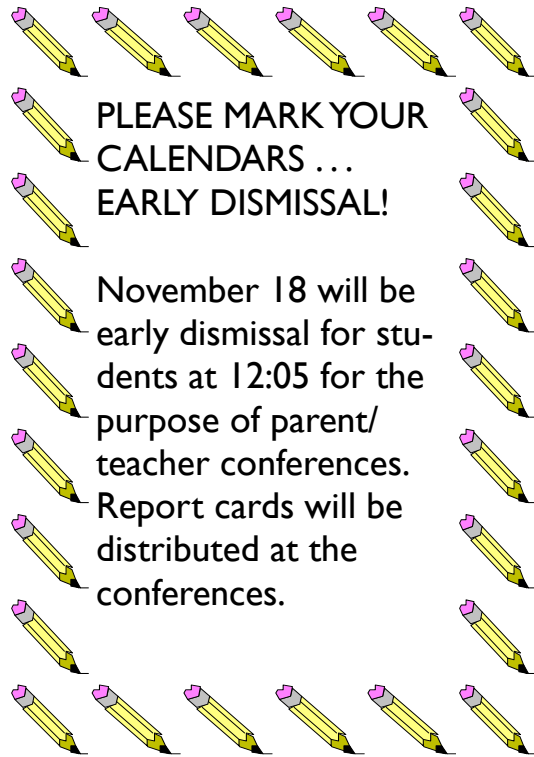 PLEASE MARK YOUR
CALENDARS ...
EARLY DISMISSAL!
November 18 will be
early dismissal for stu-
dents at 12:05 for the
purpose of parent/
teacher conferences.
Report cards will be
distributed at the
conferences.